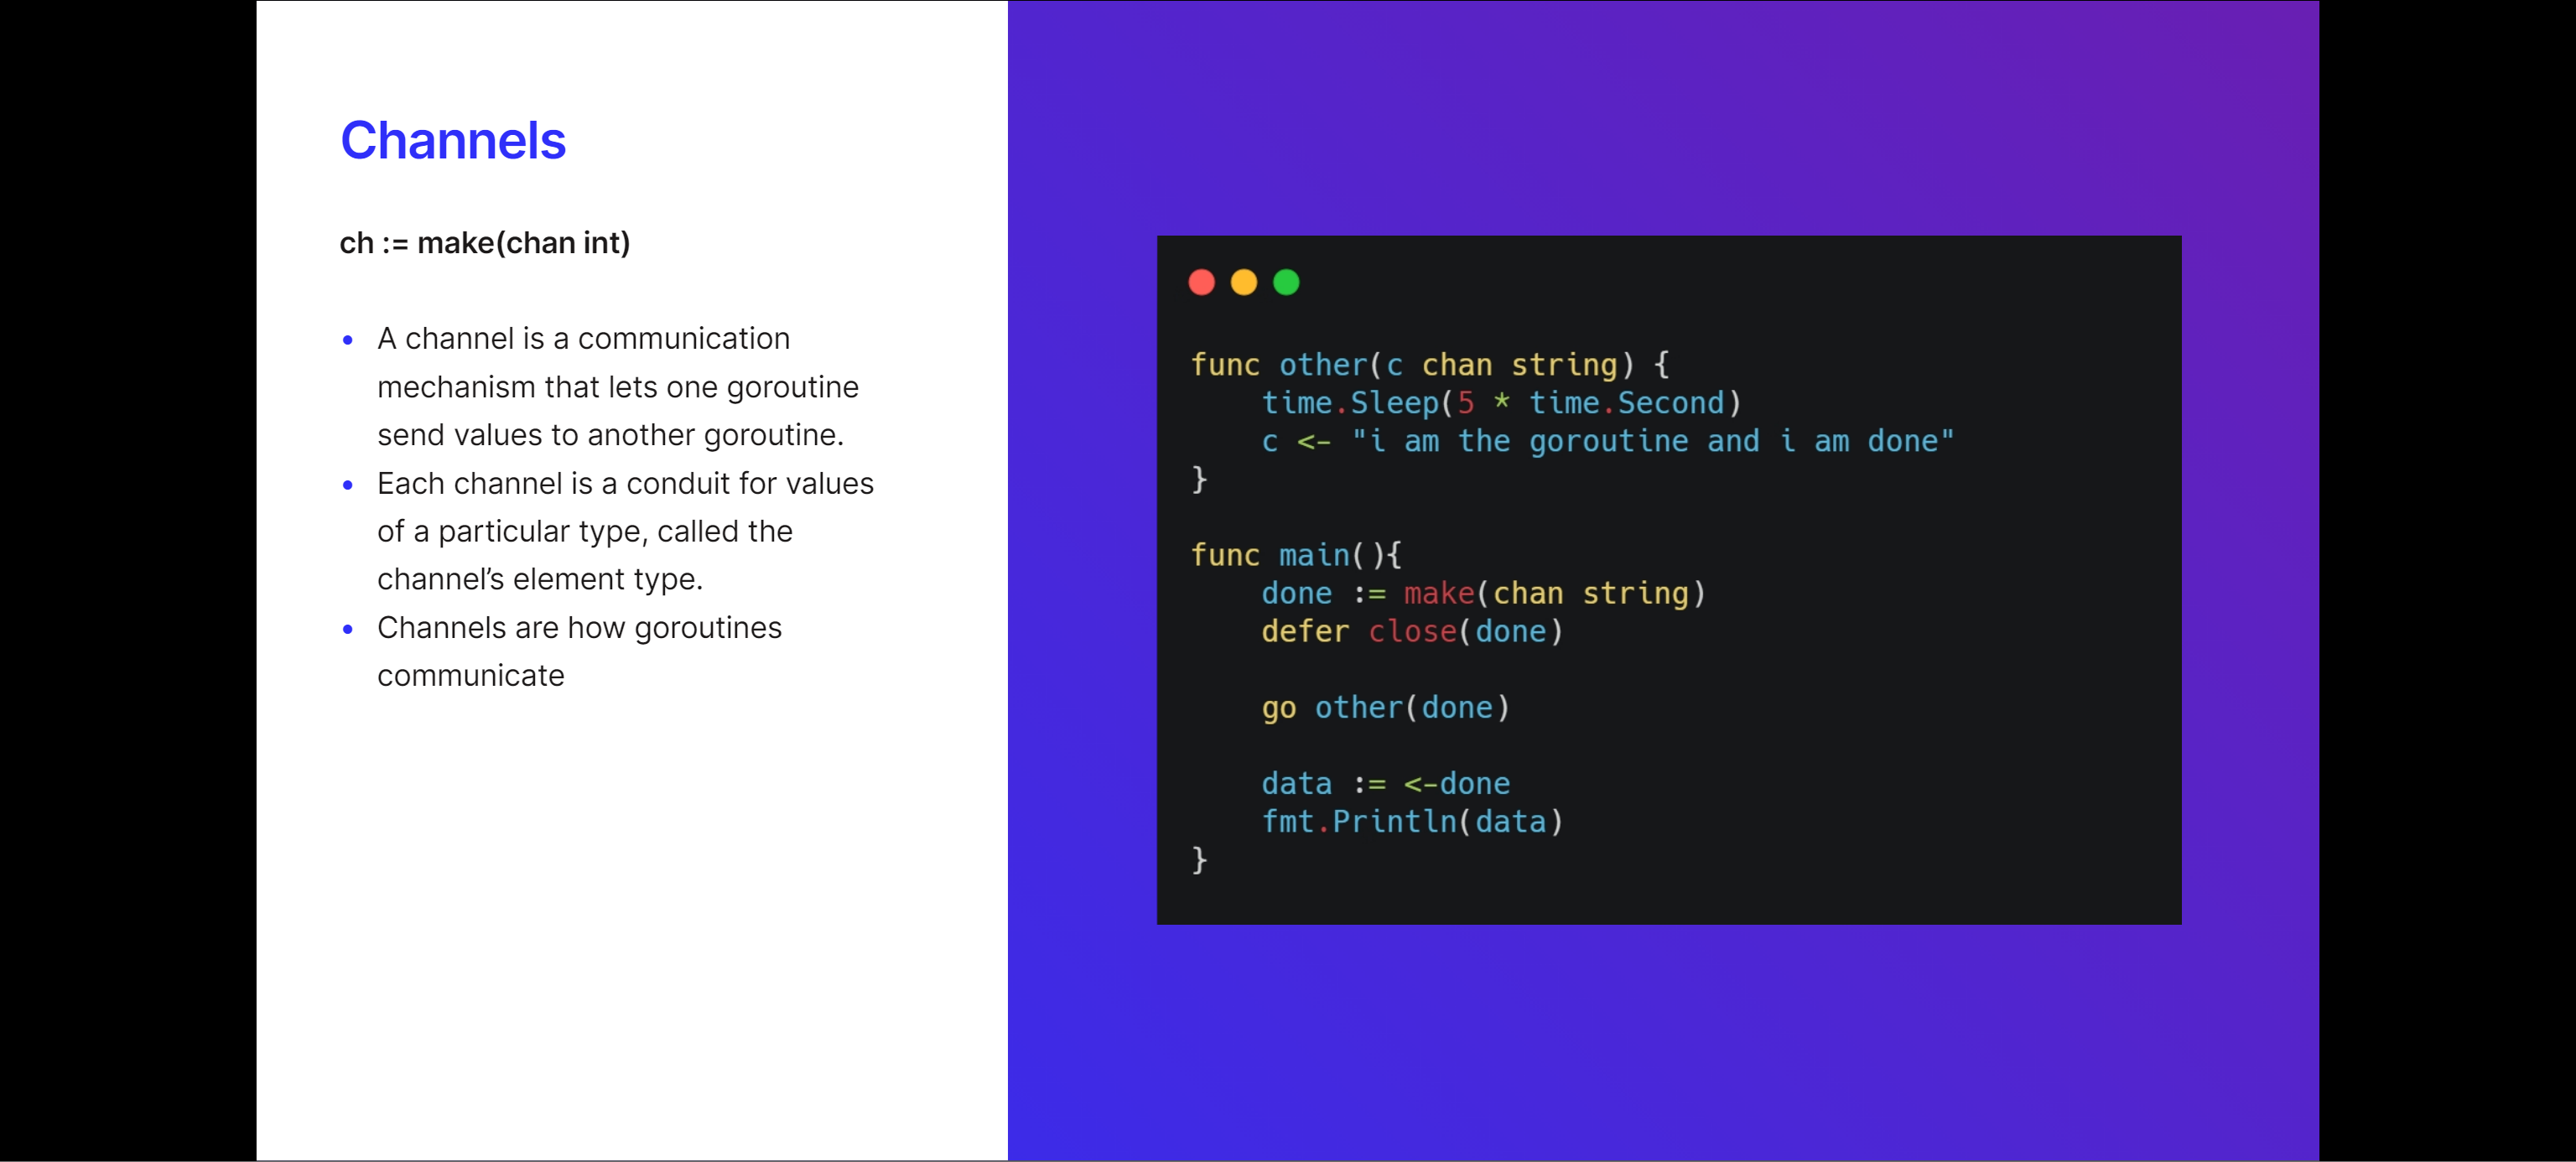 Channels
ch := make(chan int)
• A channel is a communication
mechanism that lets one goroutine
send values to another goroutine.
• Each channel is a conduit for values
of a particular type, called the
channel’s element type.
• Channels are how goroutines
communicate
func other(c chan string) {
    time.Sleep(5 * time.Second)
    c <- "i am the goroutine and i am done"
}
func main(){
    done := make(chan string)
    defer close(done)
    go other(done)
    data := <-done
    fmt.Println(data)
}